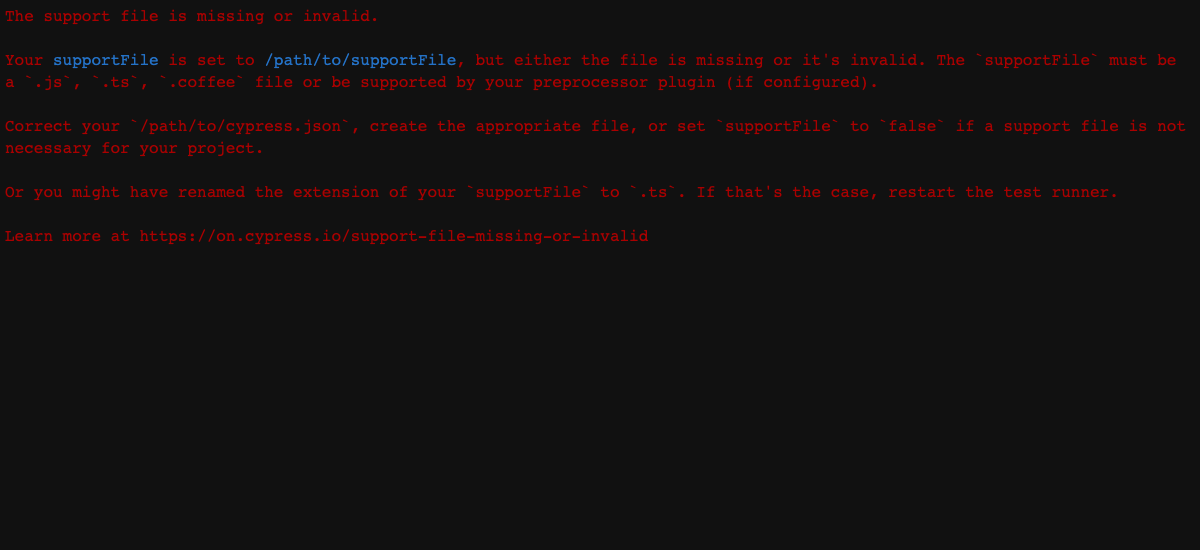 The support file is missing or invalid.
Your supportFile is set to /path/to/supportFile, but either the file is missing or it's invalid. The `supportFile` must be
a `.js`, `.ts`, `.coffee` file or be supported by your preprocessor plugin (if configured).
Correct your `/path/to/cypress.json`, create the appropriate file, or set `supportFile` to `false` if a support file is not
necessary for your project.
Or you might have renamed the extension of your `supportFile` to `.ts`. If that's the case, restart the test runner.
Learn more at https://on.cypress.io/support-file-missing-or-invalid